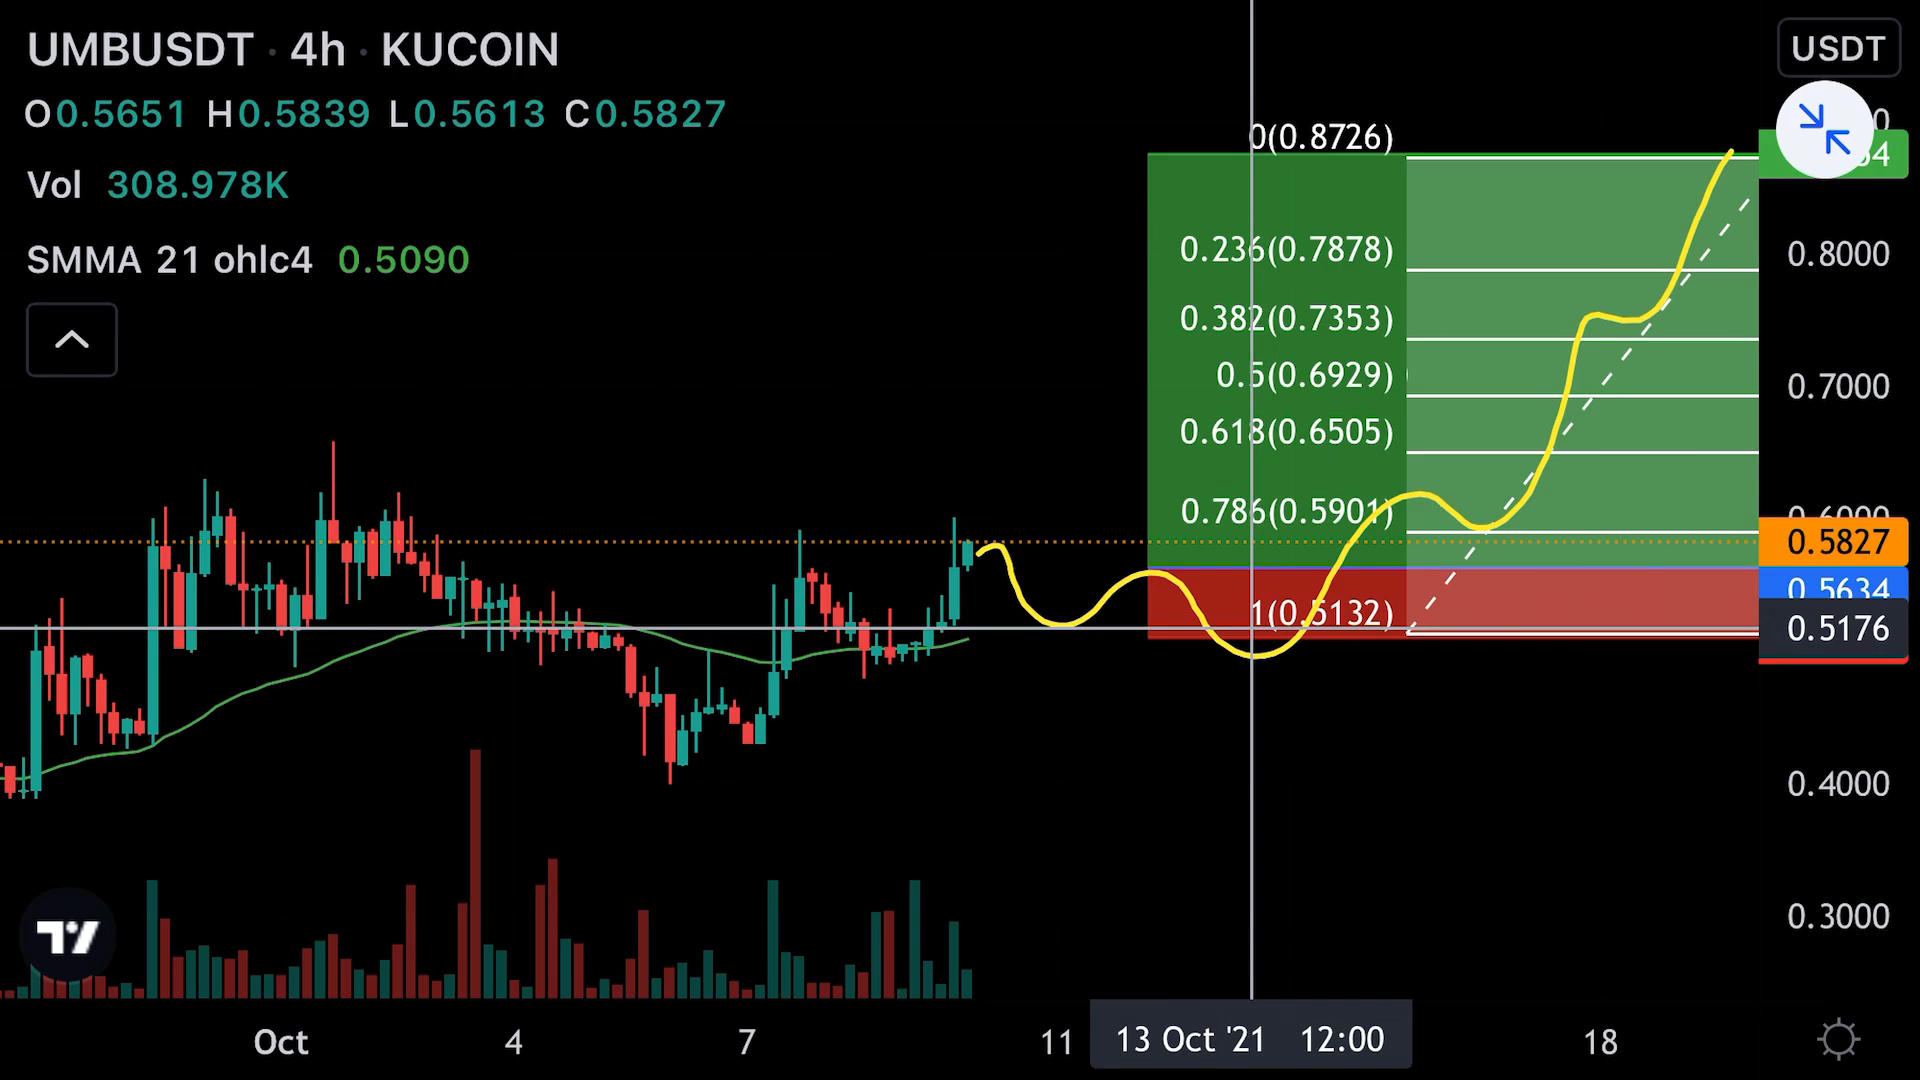 UMBUSDT · 4h · KUCOIN
O0.5651 H0.5839 L0.5613 C0.5827
Vol 308.978K
SMMA 21 ohlc4 0.5090
USDT
0(0.8726)
0.236(0.7878)
0.382(0.7353)
0.5(0.6929)
0.618(0.6505)
0.786(0.5901)
1(0.5132)
0.8000
0.7000
0.5827
0.5634
0.5176
0.4000
0.3000
Oct 4 7 11 13 Oct '21 12:00 18